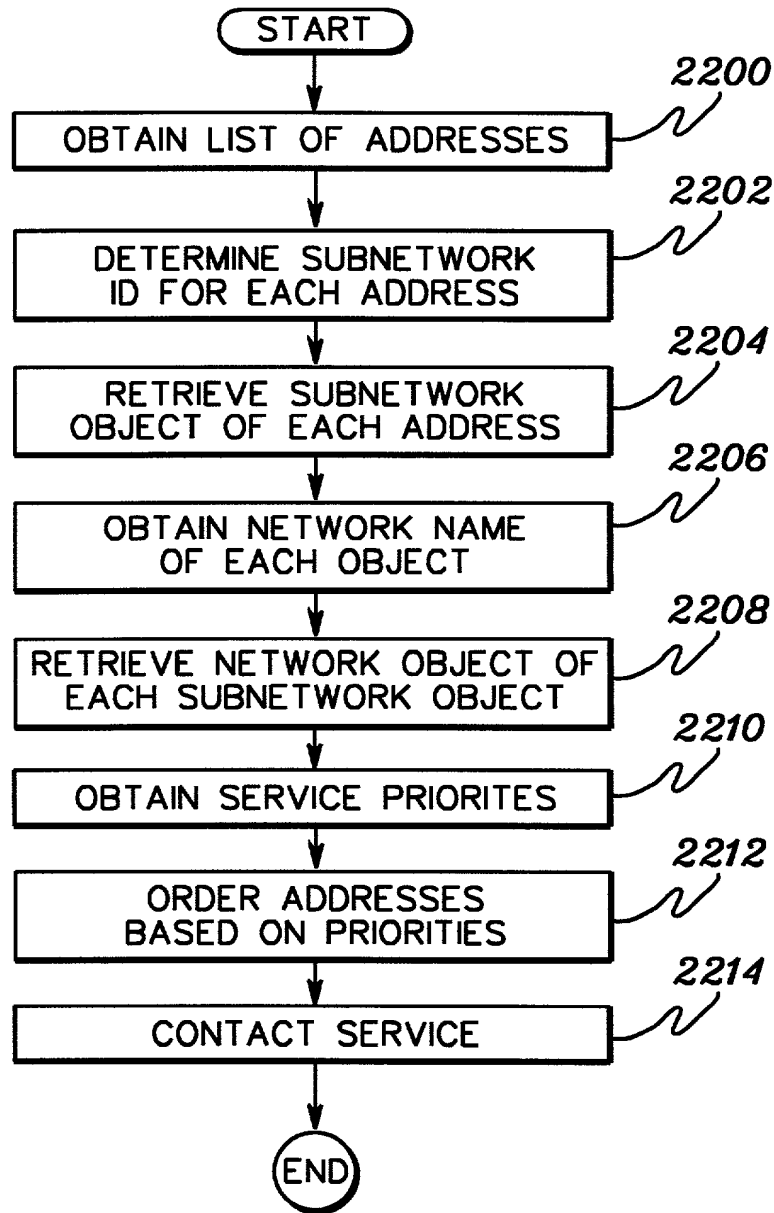 START
2200
OBTAIN LIST OF ADDRESSES
2202
DETERMINE SUBNETWORK
ID FOR EACH ADDRESS
2204
RETRIEVE SUBNETWORK
OBJECT OF EACH ADDRESS
2206
OBTAIN NETWORK NAME
OF EACH OBJECT
2208
RETRIEVE NETWORK OBJECT OF
EACH SUBNETWORK OBJECT
2210
OBTAIN SERVICE PRIORITES
2212
ORDER ADDRESSES
BASED ON PRIORITIES
2214
CONTACT SERVICE
END